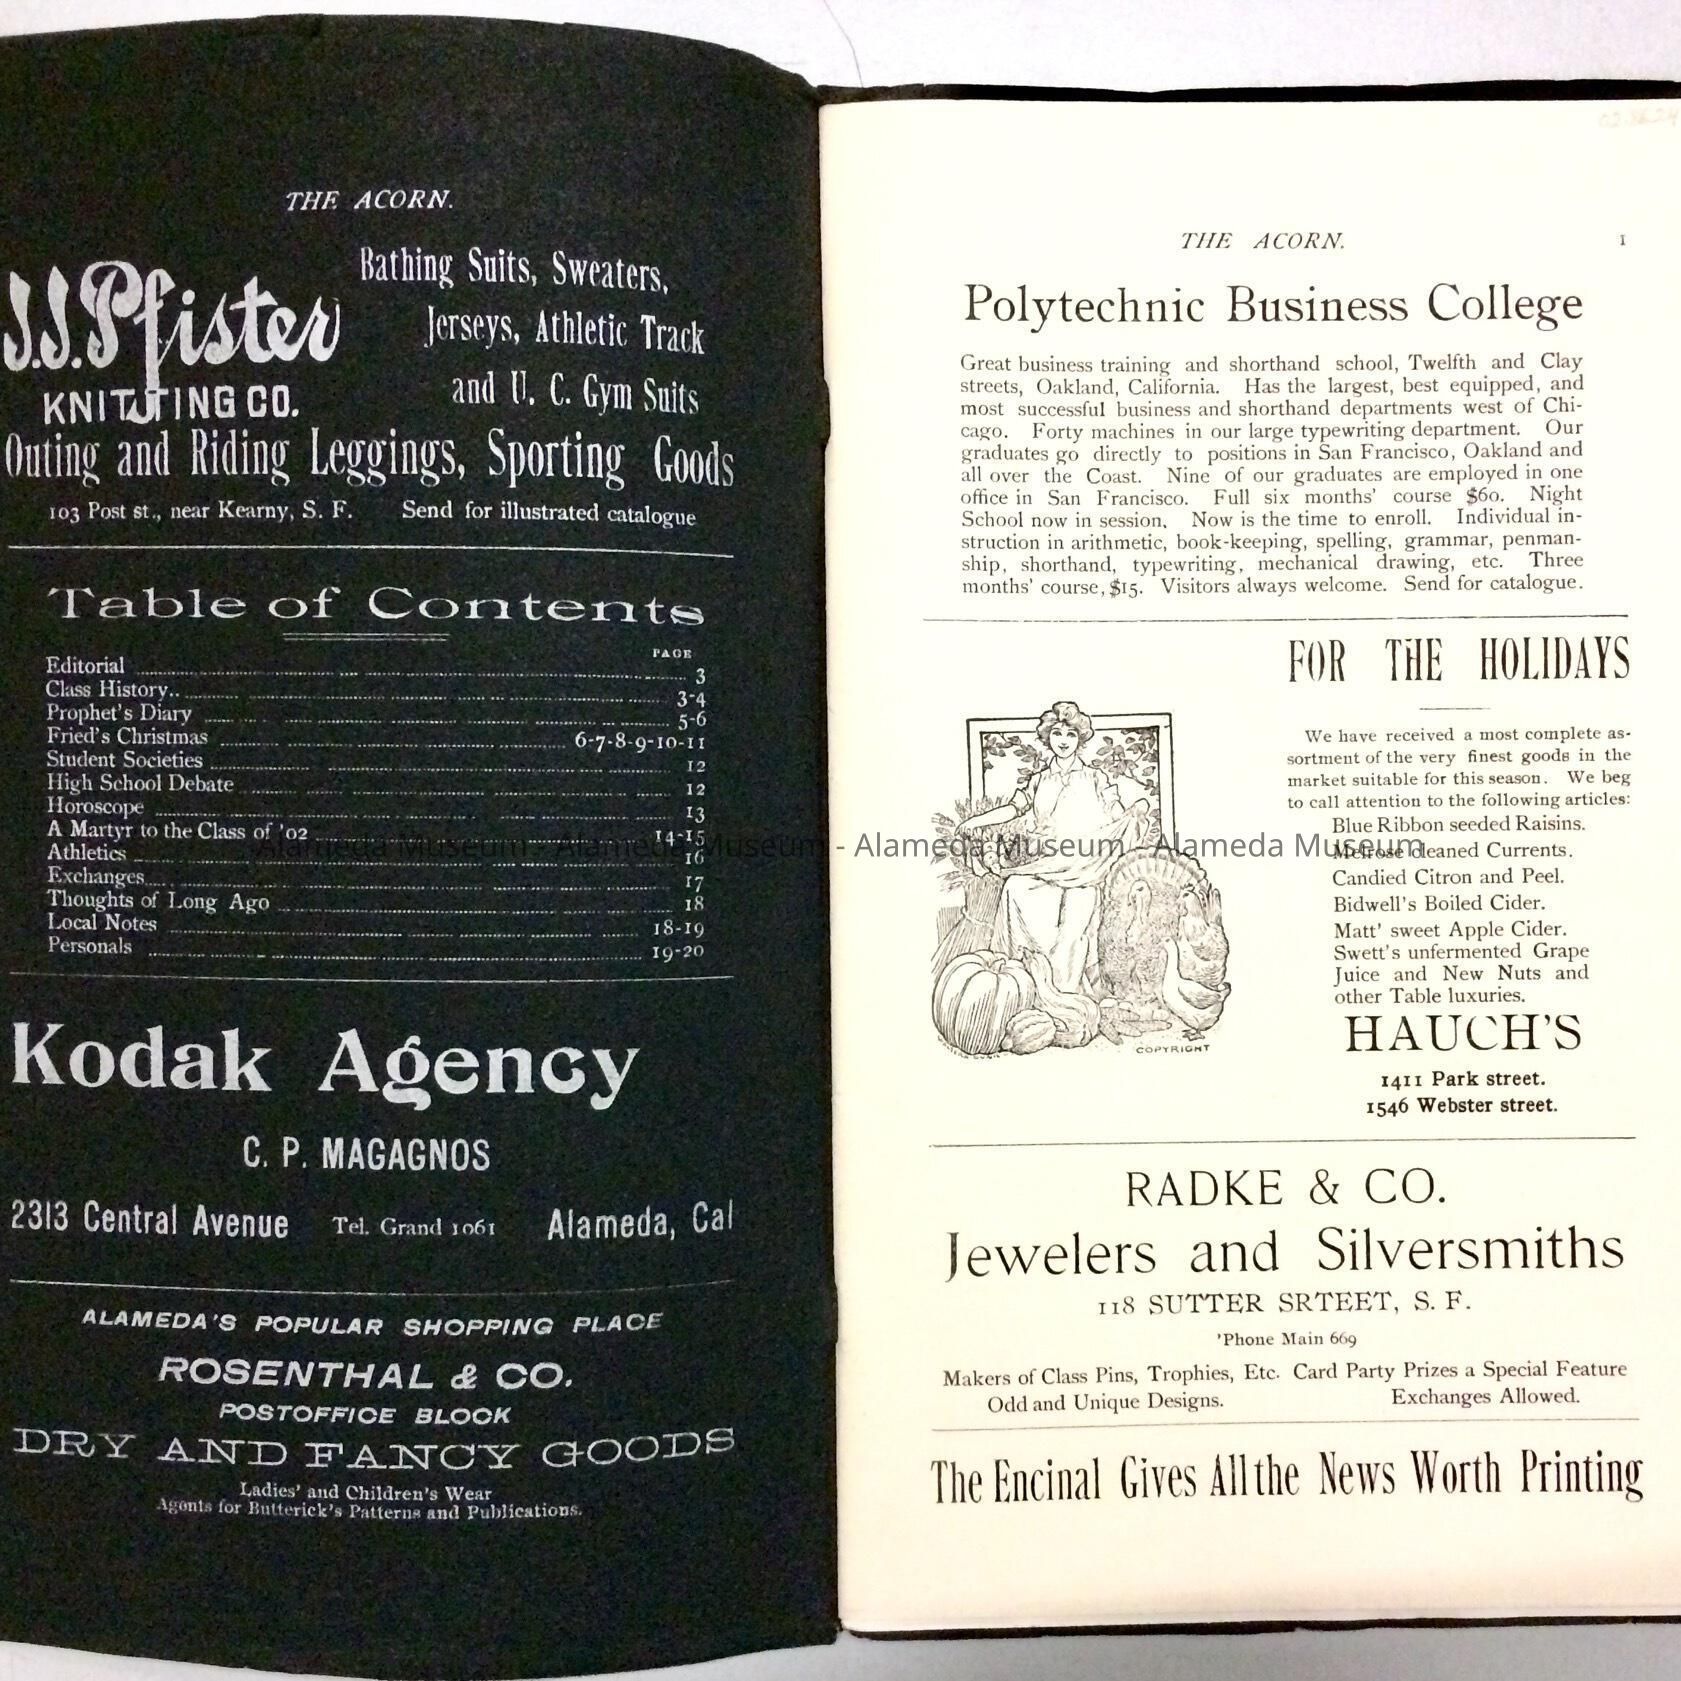 THE ACORN.
J.J. Pfister
KNITTING CO.
Bathing Suits, Sweaters,
Jerseys, Athletic Track
and U. C. Gym Suits
Outing and Riding Leggings, Sporting Goods
103 Post st., near Kearny, S. F. Send for illustrated catalogue
Table of Contents
PAGE
Editorial 3
Class History.. 3-4
Prophet's Diary 5-6
Fried's Christmas 6-7-8-9-10-11
Student Societies 12
High School Debate 12
Horoscope 13
A Martyr to the Class of '02 14-15
Athletics 16
Exchanges 17
Thoughts of Long Ago 18
Local Notes 18-19
Personals 19-20
Kodak Agency
C. P. MAGAGNOS
2313 Central Avenue Tel. Grand 1061 Alameda, Cal
ALAMEDA'S POPULAR SHOPPING PLACE
ROSENTHAL & CO.
POSTOFFICE BLOCK
DRY AND FANCY GOODS
Ladies' and Children's Wear
Agents for Butterick's Patterns and Publications.
THE ACORN. 1
Polytechnic Business College
Great business training and shorthand school, Twelfth and Clay
streets, Oakland, California. Has the largest, best equipped, and
most successful business and shorthand departments west of Chi-
cago. Forty machines in our large typewriting department. Our
graduates go directly to positions in San Francisco, Oakland and
all over the Coast. Nine of our graduates are employed in one
office in San Francisco. Full six months' course $60. Night
School now in session. Now is the time to enroll. Individual in-
struction in arithmetic, book-keeping, spelling, grammar, penman-
ship, shorthand, typewriting, mechanical drawing, etc. Three
months' course, $15. Visitors always welcome. Send for catalogue.
FOR THE HOLIDAYS
We have received a most complete as-
sortment of the very finest goods in the
market suitable for this season. We beg
to call attention to the following articles:
Blue Ribbon seeded Raisins.
Melrose cleaned Currents.
Candied Citron and Peel.
Bidwell's Boiled Cider.
Matt' sweet Apple Cider.
Swett's unfermented Grape
Juice and New Nuts and
other Table luxuries.
COPYRIGHT
HAUCH'S
1411 Park street.
1546 Webster street.
RADKE & CO.
Jewelers and Silversmiths
118 SUTTER SRTEET, S. F.
'Phone Main 669
Makers of Class Pins, Trophies, Etc. Card Party Prizes a Special Feature
Odd and Unique Designs. Exchanges Allowed.
The Encinal Gives All the News Worth Printing
Alameda Museum - Alameda Museum - Alameda Museum - Alameda Museum